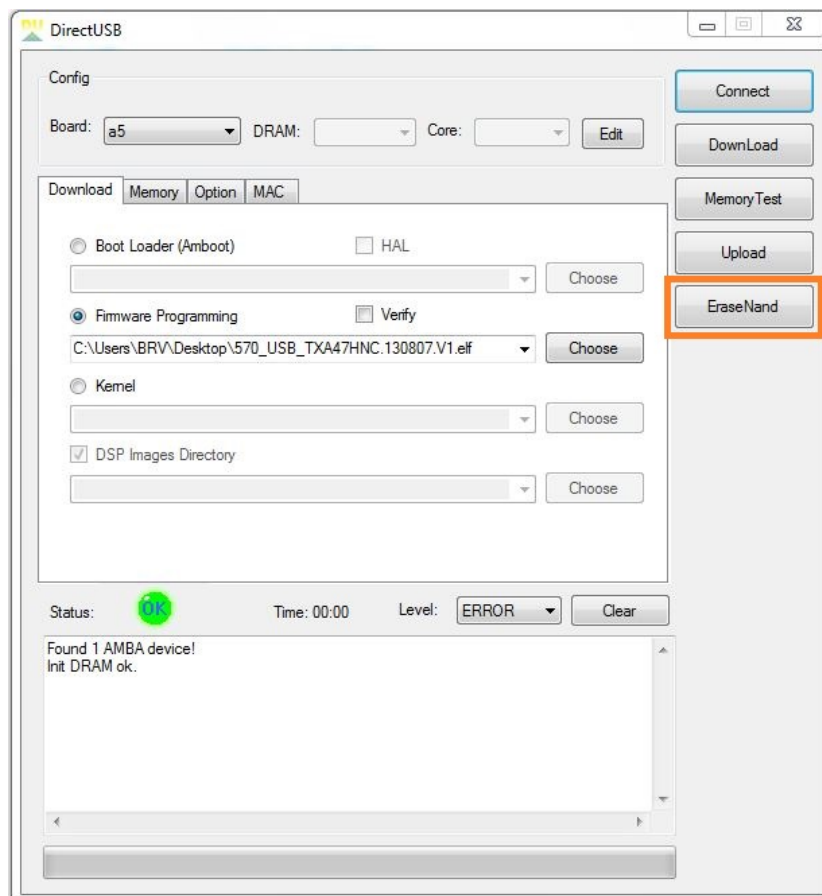 DirectUSB
Config
Board: a5 DRAM: Core: Edit
Connect
DownLoad
MemoryTest
Upload
EraseNand
Download Memory Option MAC
Boot Loader (Amboot) HAL
Choose
Firmware Programming Verify
C:\Users\BRV\Desktop\570_USB_TXA47HNC.130807.V1.elf Choose
Kernel
Choose
DSP Images Directory
Choose
Status: OK Time: 00:00 Level: ERROR Clear
Found 1 AMBA device!
Init DRAM ok.